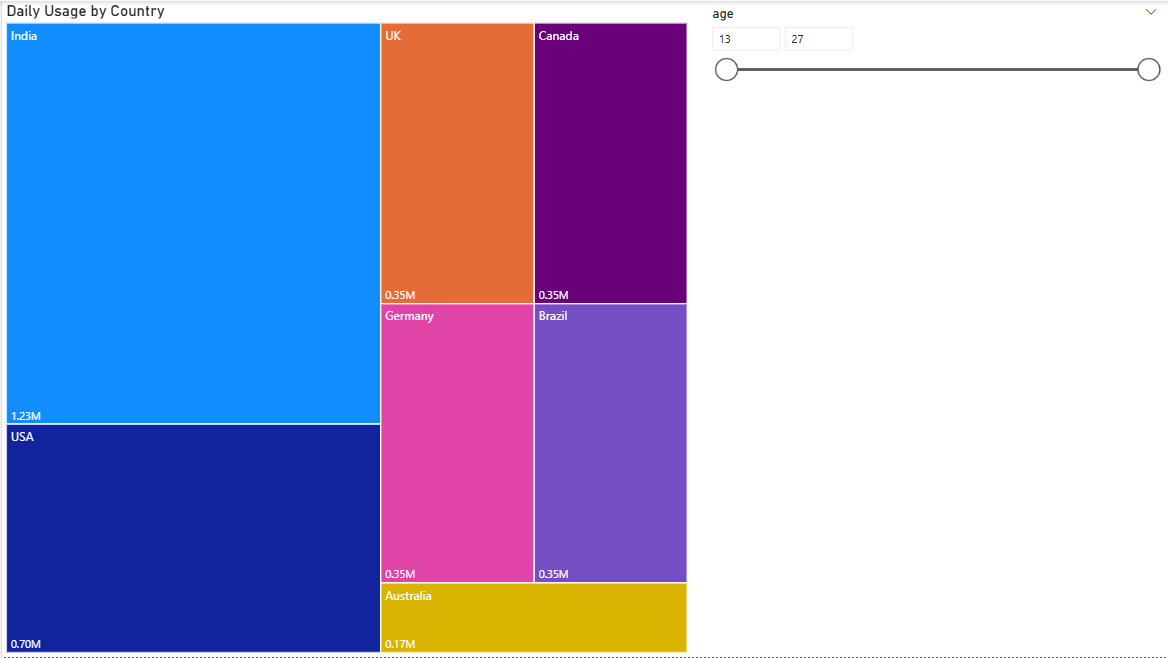 Daily Usage by Country
India
1.23M
USA
0.70M
UK
0.35M
Canada
0.35M
Germany
0.35M
Brazil
0.35M
Australia
0.17M
age
13 27